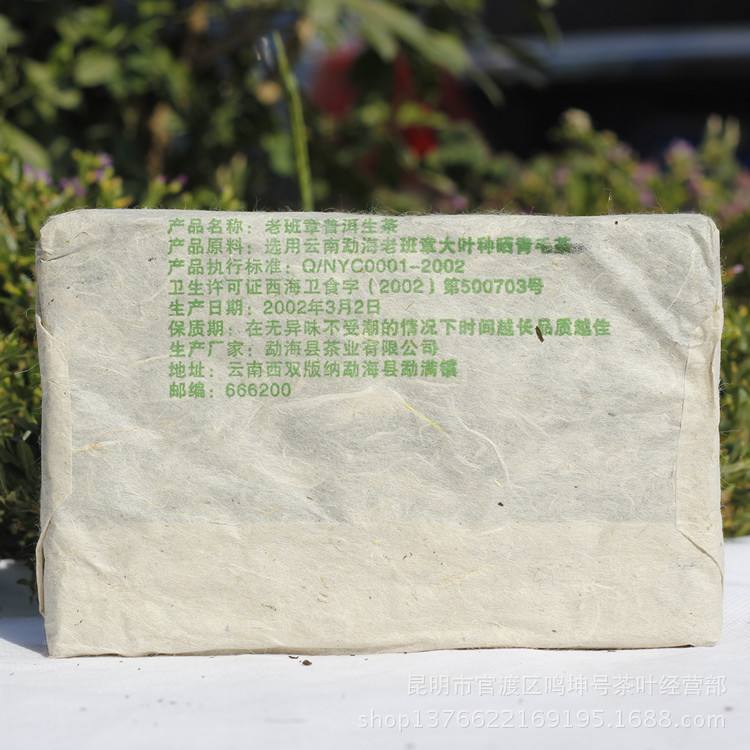 产品名称：老班章普洱生茶
产品原料：选用云南勐海老班章大叶种晒青毛茶
产品执行标准：Q/NYC0001-2002
卫生许可证西海卫食字（2002）第500703号
生产日期：2002年3月2日
保质期：在无异味不受潮的情况下时间越长品质越佳
生产厂家：勐海县茶业有限公司
地址：云南西双版纳勐海县勐满镇
邮编：666200
昆明市官渡区鸣坤号茶叶经营部
shop1376622169195.1688.com